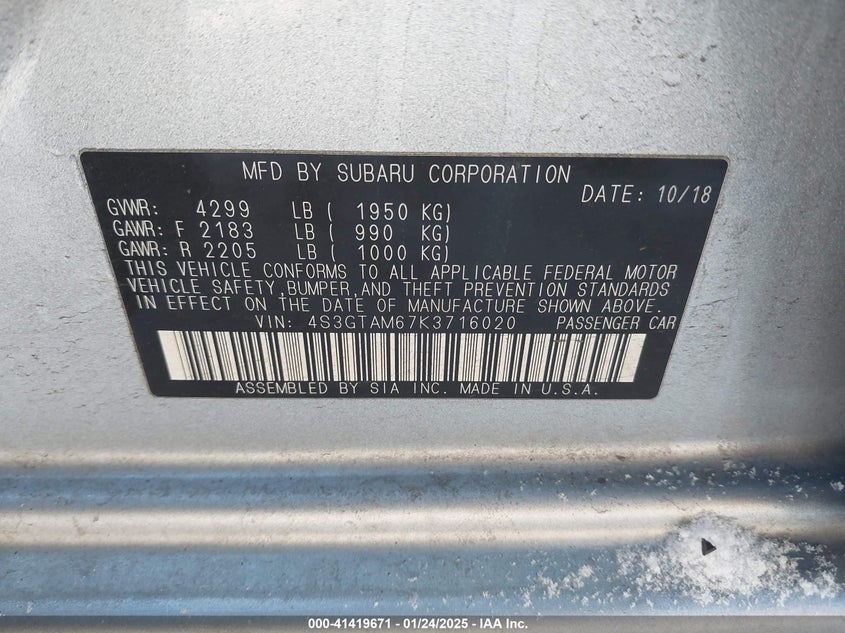 MFD BY SUBARU CORPORATION
DATE: 10/18
GVWR: 4299 LB ( 1950 KG)
GAWR: F 2183 LB ( 990 KG)
GAWR: R 2205 LB ( 1000 KG)
THIS VEHICLE CONFORMS TO ALL APPLICABLE FEDERAL MOTOR
VEHICLE SAFETY, BUMPER, AND THEFT PREVENTION STANDARDS
IN EFFECT ON THE DATE OF MANUFACTURE SHOWN ABOVE.
VIN: 4S3GTAM67K3716020 PASSENGER CAR
ASSEMBLED BY SIA INC. MADE IN U.S.A.
000-41419671 - 01/24/2025 - IAA Inc.